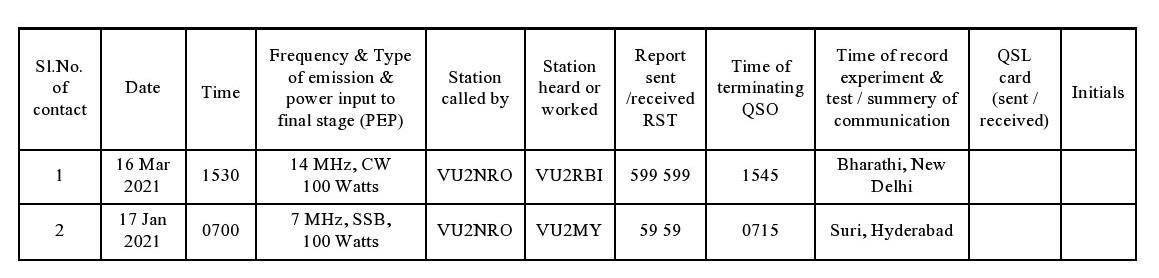 Sl.No.
of
contact
Date
Time
Frequency & Type
of emission &
power input to
final stage (PEP)
Station
called by
Station
heard or
worked
Report
sent
/received
RST
Time of
terminating
QSO
Time of record
experiment &
test / summery of
communication
QSL
card
(sent /
received)
Initials
1
16 Mar
2021
1530
14 MHz, CW
100 Watts
VU2NRO
VU2RBI
599 599
1545
Bharathi, New
Delhi
2
17 Jan
2021
0700
7 MHz, SSB,
100 Watts
VU2NRO
VU2MY
59 59
0715
Suri, Hyderabad